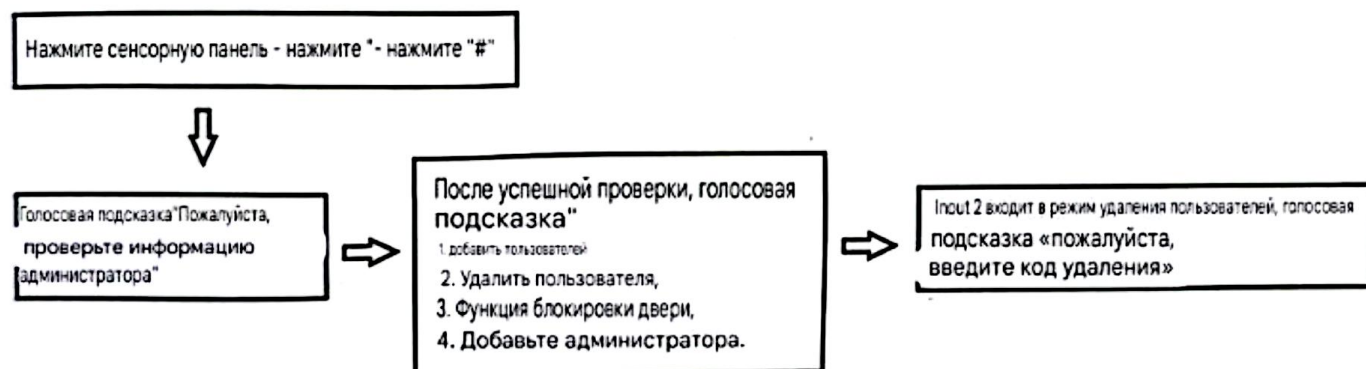 Нажмите сенсорную панель - нажмите "- нажмите "#"
Голосовая подсказка"Пожалуйста,
проверьте информацию
администратора"
После успешной проверки, голосовая
подсказка"
1. добавить пользователей
2. Удалить пользователя,
3. Функция блокировки двери,
4. Добавьте администратора.
Inout 2 входит в режим удаления пользователей, голосовая
подсказка «пожалуйста,
введите код удаления»